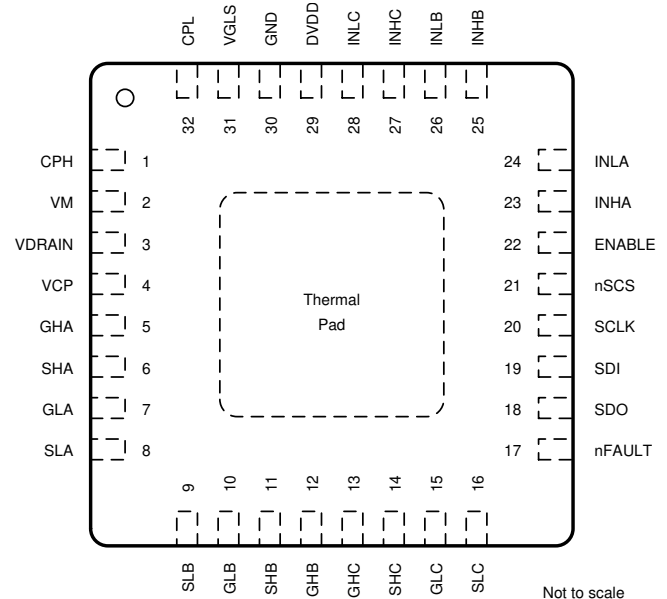 CPL VGLS GND DVDD INLC INHC INLB INHB
32 31 30 29 28 27 26 25
CPH 1 24 INLA
VM 2 23 INHA
VDRAIN 3 22 ENABLE
VCP 4 21 nSCS
GHA 5 20 SCLK
SHA 6 19 SDI
GLA 7 18 SDO
SLA 8 17 nFAULT
Thermal
Pad
9 10 11 12 13 14 15 16
SLB GLB SHB GHB GHC SHC GLC SLC
Not to scale